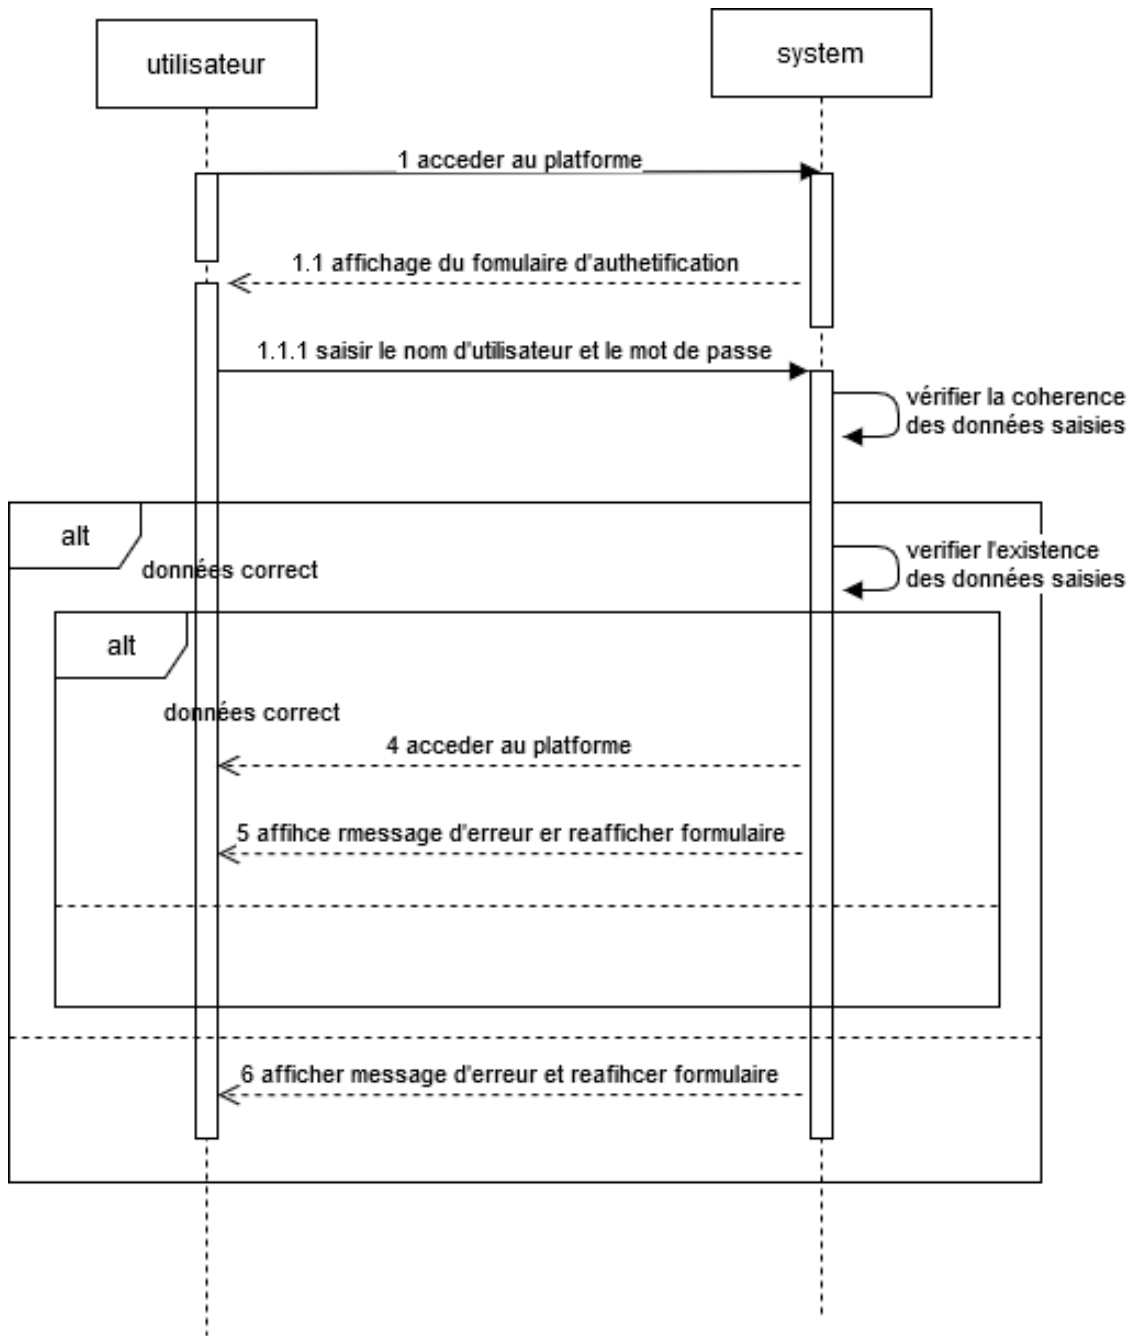 utilisateur
system
1 acceder au platforme
1.1 affichage du fomulaire d'authetification
1.1.1 saisir le nom d'utilisateur et le mot de passe
vérifier la coherence
des données saisies
alt
données correct
verifier l'existence
des données saisies
alt
données correct
4 acceder au platforme
5 affihce rmessage d'erreur er reafficher formulaire
6 afficher message d'erreur et reafihcer formulaire